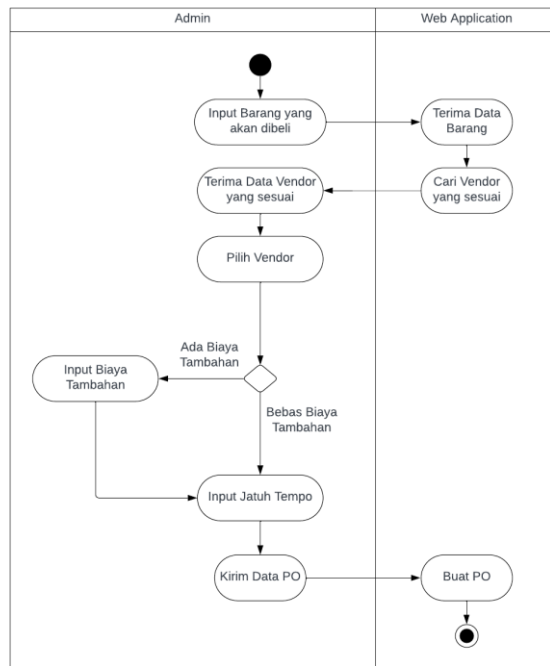 Admin
Web Application
Input Barang yang
akan dibeli
Terima Data
Barang
Terima Data Vendor
yang sesuai
Cari Vendor
yang sesuai
Pilih Vendor
Ada Biaya
Tambahan
Input Biaya
Tambahan
Bebas Biaya
Tambahan
Input Jatuh Tempo
Kirim Data PO
Buat PO